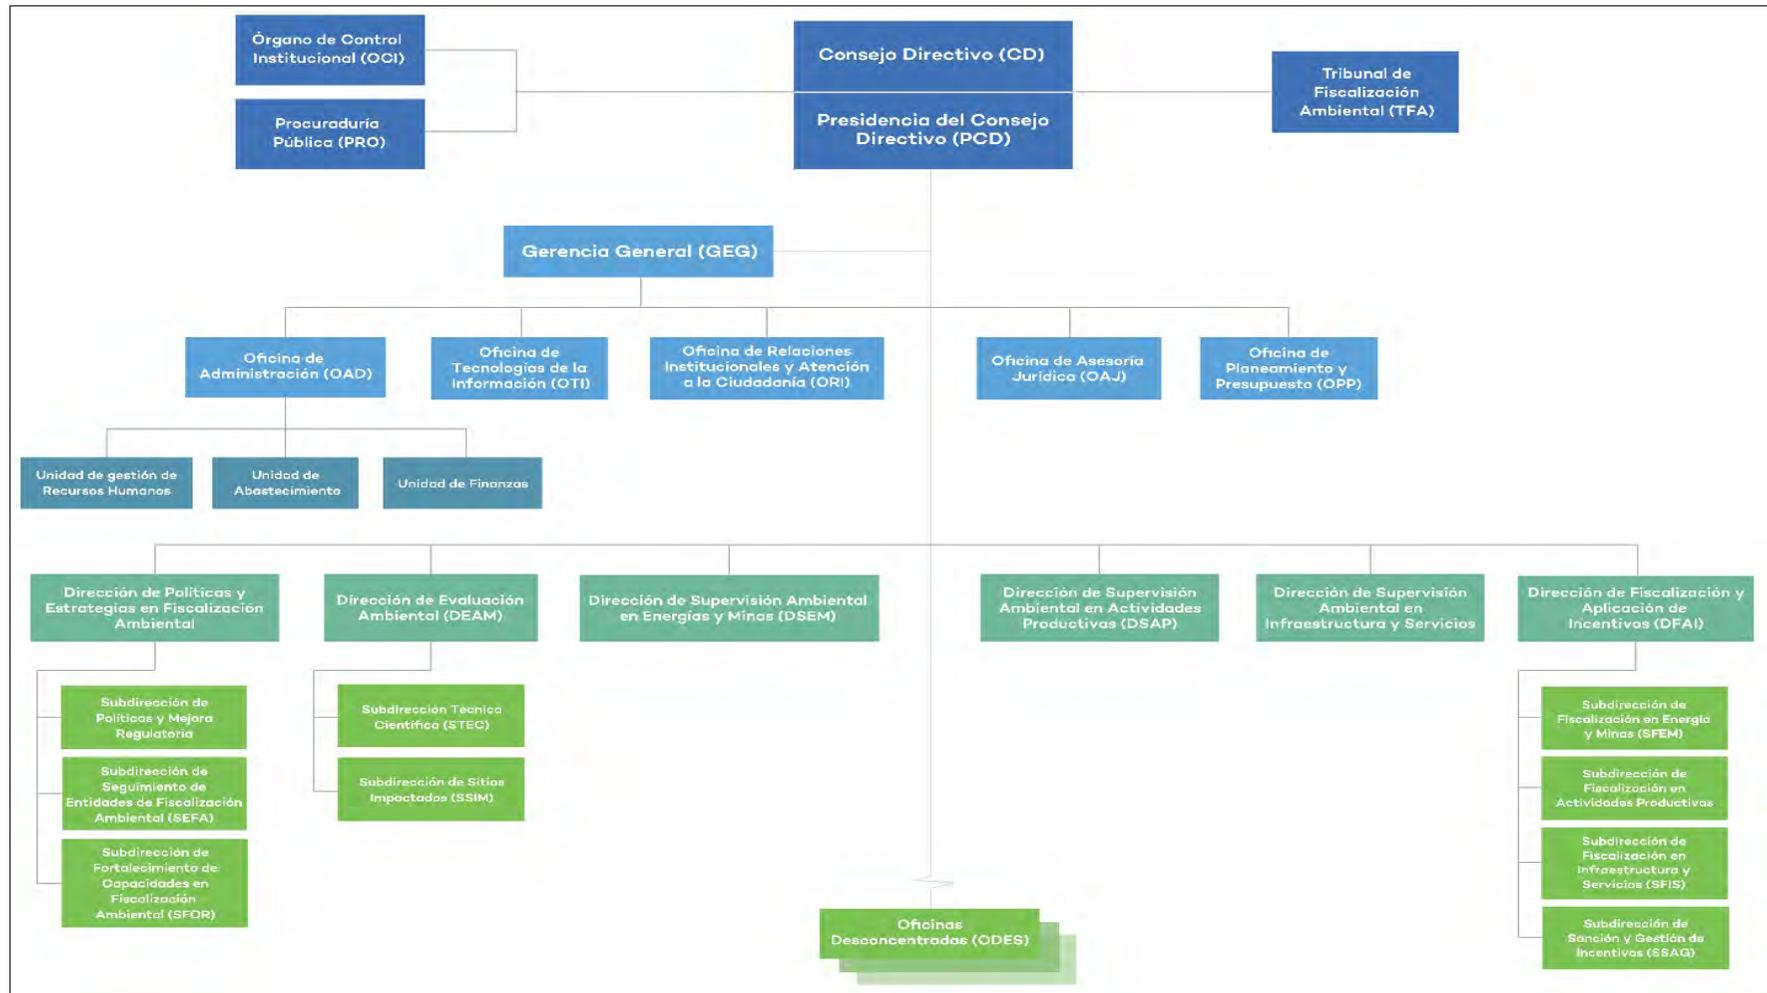 Órgano de Control
Institucional (OCI)
Procuraduría
Pública (PRO)
Consejo Directivo (CD)
Presidencia del Consejo
Directivo (PCD)
Tribunal de
Fiscalización
Ambiental (TFA)
Gerencia General (GEG)
Oficina de
Administración (OAD)
Oficina de
Tecnologías de la
Información (OTI)
Oficina de Relaciones
Institucionales y Atención
a la Ciudadanía (ORI)
Oficina de Asesoría
Jurídica (OAJ)
Oficina de
Planeamiento y
Presupuesto (OPP)
Unidad de gestión de
Recursos Humanos
Unidad de
Abastecimiento
Unidad de Finanzas
Dirección de Políticas y
Estrategias en Fiscalización
Ambiental
Dirección de Evaluación
Ambiental (DEAM)
Dirección de Supervisión Ambiental
en Energías y Minas (DSEM)
Dirección de Supervisión
Ambiental en Actividades
Productivas (DSAP)
Dirección de Supervisión
Ambiental en
Infraestructura y Servicios
Dirección de Fiscalización y
Aplicación de
Incentivos (DFAI)
Subdirección de
Políticas y Mejora
Regulatoria
Subdirección de
Seguimiento de
Entidades de Fiscalización
Ambiental (SEFA)
Subdirección de
Fortalecimiento de
Capacidades en
Fiscalización
Ambiental (SFOR)
Subdirección Técnica
Científica (STEC)
Subdirección de Sitios
Impactados (SSIM)
Subdirección de
Fiscalización en Energía
y Minas (SFEM)
Subdirección de
Fiscalización en
Actividades Productivas
Subdirección de
Fiscalización en
Infraestructura y
Servicios (SFIS)
Subdirección de
Sanción y Gestión de
Incentivos (SSAG)
Oficinas
Desconcentradas (ODES)